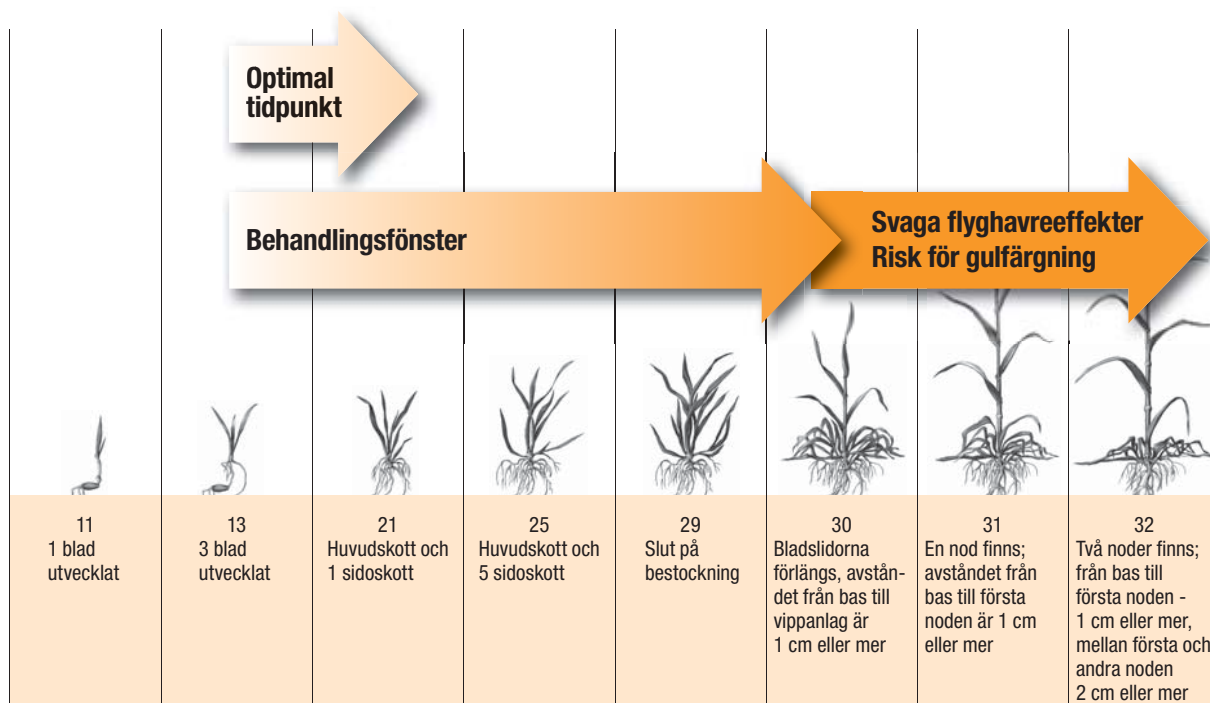 Optimal
tidpunkt
Behandlingsfönster
Svaga flyghavreeffekter
Risk för gulfärgning
11
1 blad
utvecklat
13
3 blad
utvecklat
21
Huvudskott och
1 sidoskott
25
Huvudskott och
5 sidoskott
29
Slut på
bestockning
30
Bladslidorna
förlängs, avstån-
det från bas till
vippanlag är
1 cm eller mer
31
En nod finns;
avståndet från
bas till första
noden är 1 cm
eller mer
32
Två noder finns;
från bas till
första noden -
1 cm eller mer,
mellan första och
andra noden
2 cm eller mer